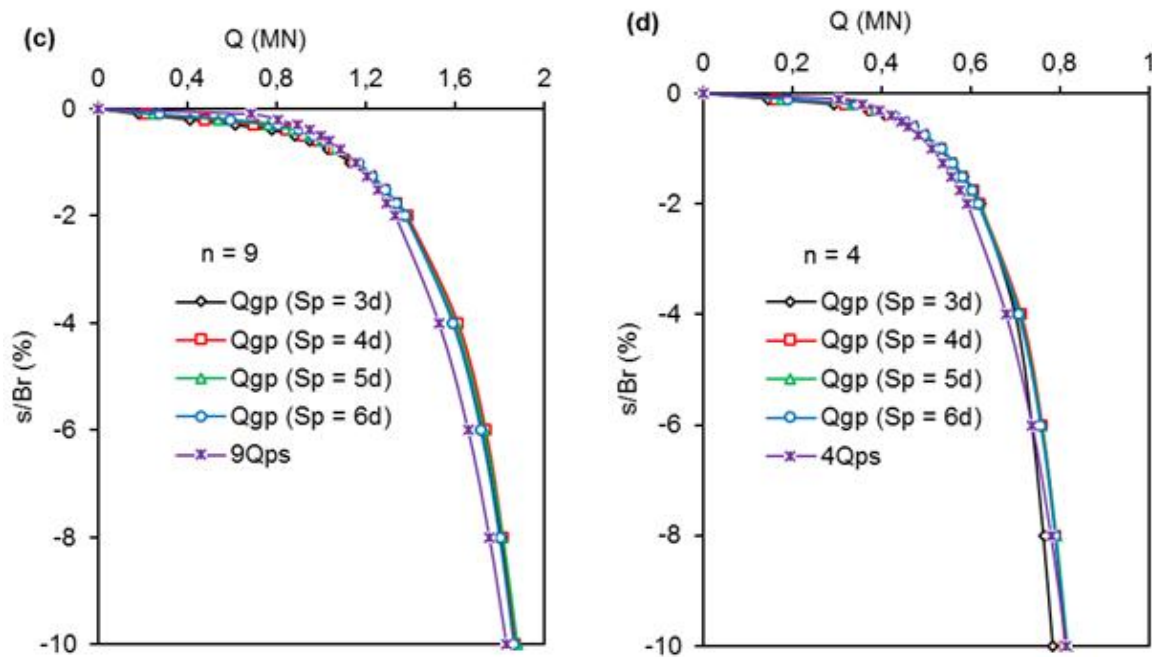 (c)
Q (MN)
0 0,4 0,8 1,2 1,6 2
0
-2
-4
-6
-8
-10
s/Br (%)
n = 9
Qgp (Sp = 3d)
Qgp (Sp = 4d)
Qgp (Sp = 5d)
Qgp (Sp = 6d)
9Qps
(d)
Q (MN)
0 0,2 0,4 0,6 0,8 1
0
-2
-4
-6
-8
-10
s/Br (%)
n = 4
Qgp (Sp = 3d)
Qgp (Sp = 4d)
Qgp (Sp = 5d)
Qgp (Sp = 6d)
4Qps